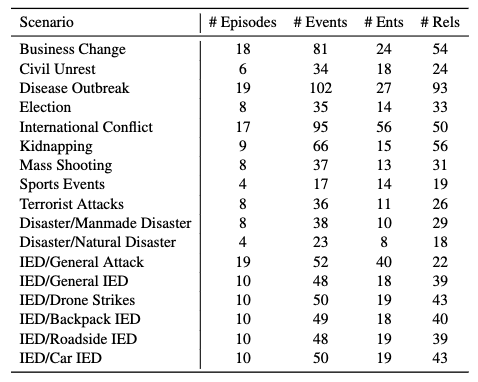 Scenario # Episodes # Events # Ents # Rels
Business Change 18 81 24 54
Civil Unrest 6 34 18 24
Disease Outbreak 19 102 27 93
Election 8 35 14 33
International Conflict 17 95 56 50
Kidnapping 9 66 15 56
Mass Shooting 8 37 13 31
Sports Events 4 17 14 19
Terrorist Attacks 8 36 11 26
Disaster/Manmade Disaster 8 38 10 29
Disaster/Natural Disaster 4 23 8 18
IED/General Attack 19 52 40 22
IED/General IED 10 48 18 39
IED/Drone Strikes 10 50 19 43
IED/Backpack IED 10 49 18 40
IED/Roadside IED 10 48 19 39
IED/Car IED 10 50 19 43